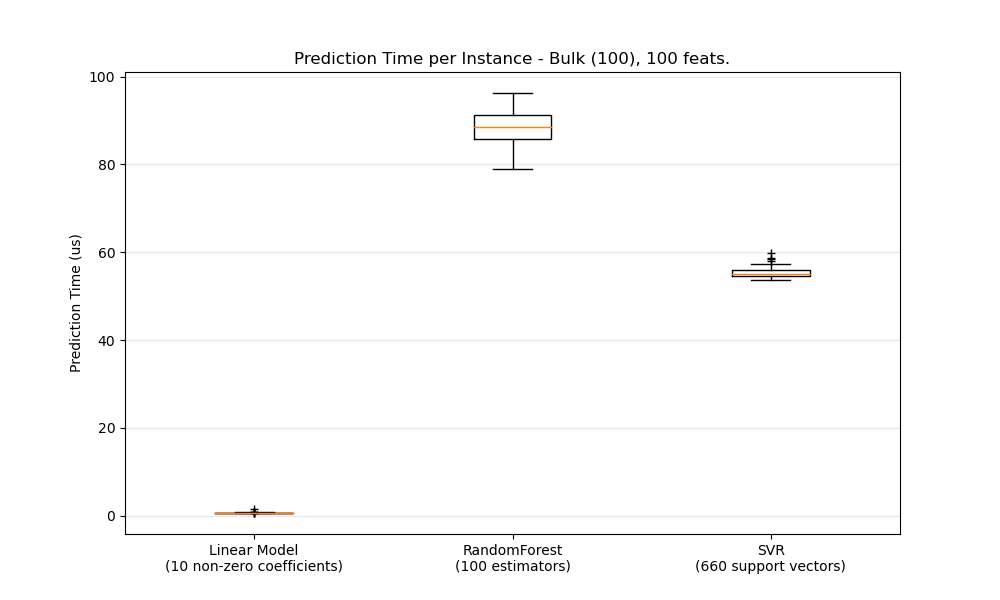 Prediction Time per Instance - Bulk (100), 100 feats.
100
80
60
40
20
0
Prediction Time (us)
Linear Model
(10 non-zero coefficients)
RandomForest
(100 estimators)
SVR
(660 support vectors)